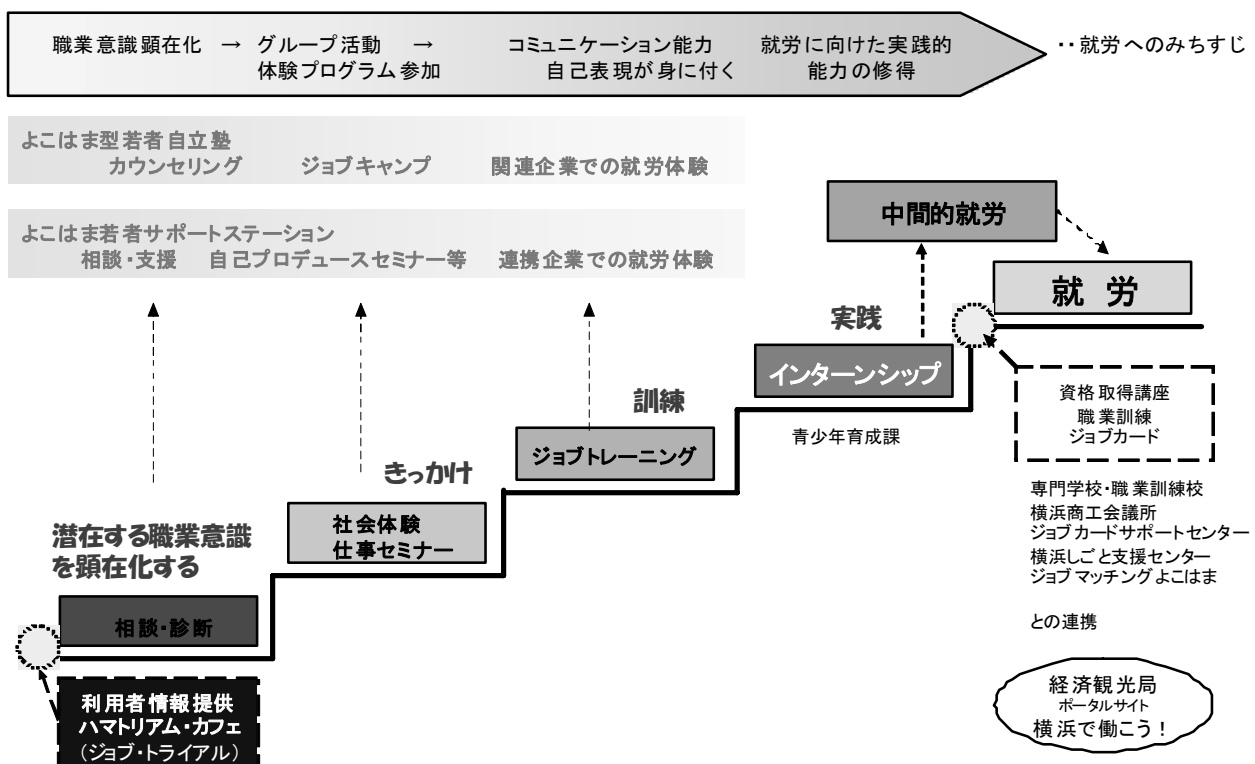 職業意識顕在化 → グループ活動 → コミュニケーション能力 就労に向けた実践的 ‥就労へのみちすじ
体験プログラム参加 自己表現が身に付く 能力の修得
よこはま型若者自立塾
カウンセリング ジョブキャンプ 関連企業での就労体験
よこはま若者サポートステーション
相談・支援 自己プロデュースセミナー等 連携企業での就労体験
中間的就労
就 労
実践
インターンシップ
青少年育成課
訓練
ジョブトレーニング
きっかけ
社会体験
仕事セミナー
潜在する職業意識
を顕在化する
相談・診断
利用者情報提供
ハマトリアム・カフェ
(ジョブ・トライアル)
資格取得講座
職業訓練
ジョブカード
専門学校・職業訓練校
横浜商工会議所
ジョブカードサポートセンター
横浜しごと支援センター
ジョブマッチングよこはま
との連携
経済観光局
ポータルサイト
横浜で働こう！